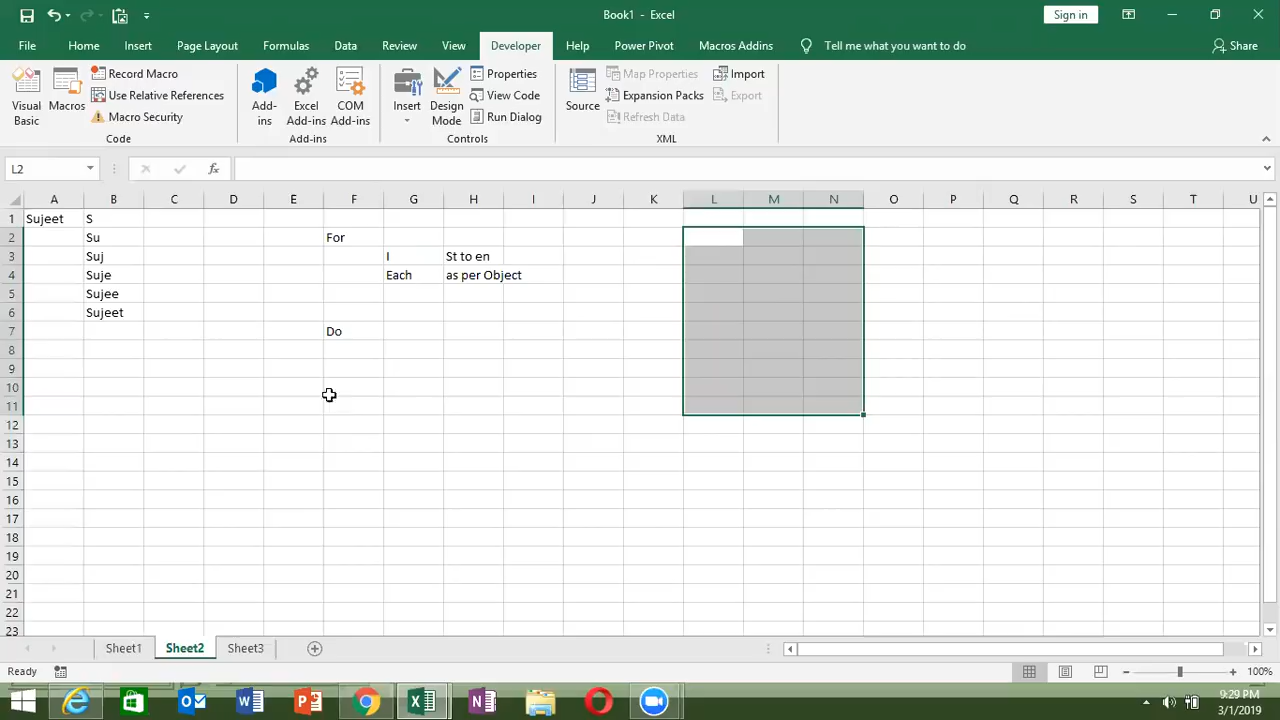 Book1 - Excel
Sign in
File Home Insert Page Layout Formulas Data Review View Developer Help Power Pivot Macros Addins Tell me what you want to do Share
Visual Basic
Macros
Record Macro
Use Relative References
Macro Security
Code
Add-ins
Excel Add-ins
COM Add-ins
Add-ins
Insert
Design Mode
Properties
View Code
Run Dialog
Controls
Source
Map Properties
Expansion Packs
Refresh Data
Import
Export
XML
L2
fx
A B C D E F G H I J K L M N O P Q R S T U
1 Sujeet S
2 Su For
3 Suj I St to en
4 Suje Each as per Object
5 Sujee
6 Sujeet
7 Do
8
9
10
11
12
13
14
15
16
17
18
19
20
21
22
23
Sheet1 Sheet2 Sheet3
Ready
100%
9:29 PM
3/1/2019